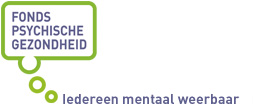 FONDS
PSYCHISCHE
GEZONDHEID
Iedereen mentaal weerbaar